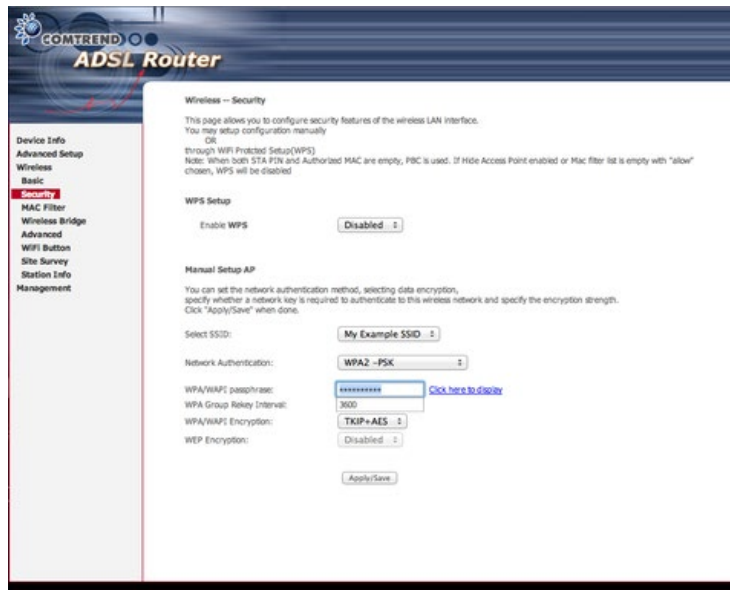 COMTREND
ADSL Router
Device Info
Advanced Setup
Wireless
Basic
Security
MAC Filter
Wireless Bridge
Advanced
WiFi Button
Site Survey
Station Info
Management
Wireless -- Security
This page allows you to configure security features of the wireless LAN interface.
You may setup configuration manually
OR
through WiFi Protcted Setup(WPS)
Note: When both STA PIN and Authorized MAC are empty, PBC is used. If Hide Access Point enabled or Mac filter list is empty with "allow"
chosen, WPS will be disabled
WPS Setup
Enable WPS Disabled
Manual Setup AP
You can set the network authentication method, selecting data encryption,
specify whether a network key is required to authenticate to this wireless network and specify the encryption strength.
Click "Apply/Save" when done.
Select SSID: My Example SSID
Network Authentication: WPA2 -PSK
WPA/WAPI passphrase: •••••••••• Click here to display
WPA Group Rekey Interval: 3600
WPA/WAPI Encryption: TKIP+AES
WEP Encryption: Disabled
Apply/Save